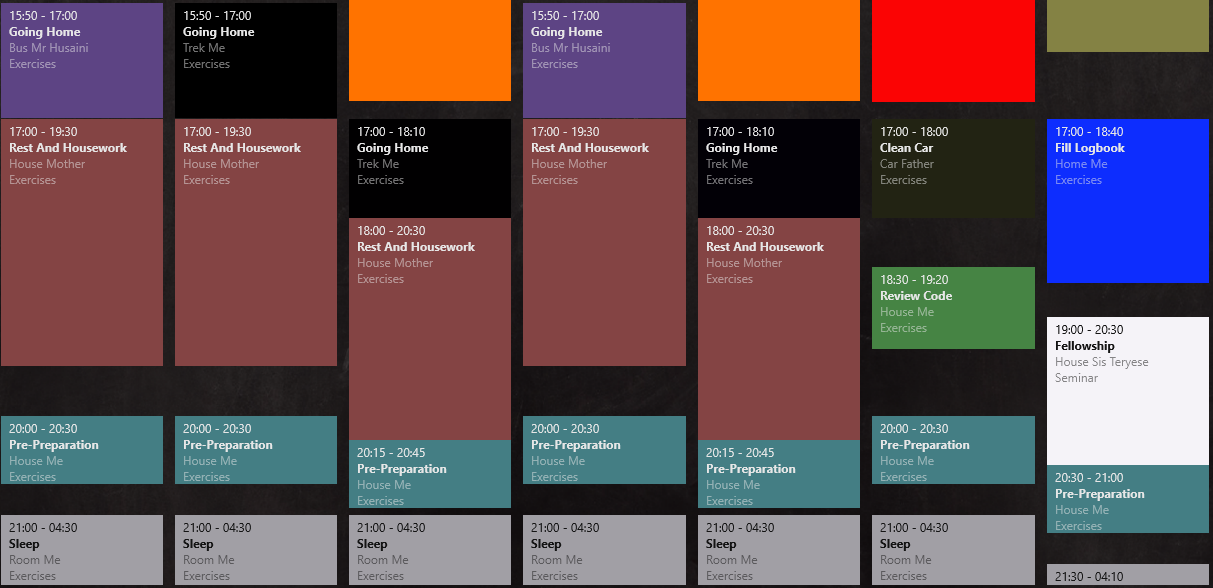 15:50 - 17:00
Going Home
Bus Mr Husaini
Exercises
17:00 - 19:30
Rest And Housework
House Mother
Exercises
20:00 - 20:30
Pre-Preparation
House Me
Exercises
21:00 - 04:30
Sleep
Room Me
Exercises
15:50 - 17:00
Going Home
Trek Me
Exercises
17:00 - 19:30
Rest And Housework
House Mother
Exercises
20:00 - 20:30
Pre-Preparation
House Me
Exercises
21:00 - 04:30
Sleep
Room Me
Exercises
17:00 - 18:10
Going Home
Trek Me
Exercises
18:00 - 20:30
Rest And Housework
House Mother
Exercises
20:15 - 20:45
Pre-Preparation
House Me
Exercises
21:00 - 04:30
Sleep
Room Me
Exercises
15:50 - 17:00
Going Home
Bus Mr Husaini
Exercises
17:00 - 19:30
Rest And Housework
House Mother
Exercises
20:00 - 20:30
Pre-Preparation
House Me
Exercises
21:00 - 04:30
Sleep
Room Me
Exercises
17:00 - 18:10
Going Home
Trek Me
Exercises
18:00 - 20:30
Rest And Housework
House Mother
Exercises
20:15 - 20:45
Pre-Preparation
House Me
Exercises
21:00 - 04:30
Sleep
Room Me
Exercises
17:00 - 18:00
Clean Car
Car Father
Exercises
18:30 - 19:20
Review Code
House Me
Exercises
20:00 - 20:30
Pre-Preparation
House Me
Exercises
21:00 - 04:30
Sleep
Room Me
Exercises
17:00 - 18:40
Fill Logbook
Home Me
Exercises
19:00 - 20:30
Fellowship
House Sis Teryese
Seminar
20:30 - 21:00
Pre-Preparation
House Me
Exercises
21:30 - 04:10